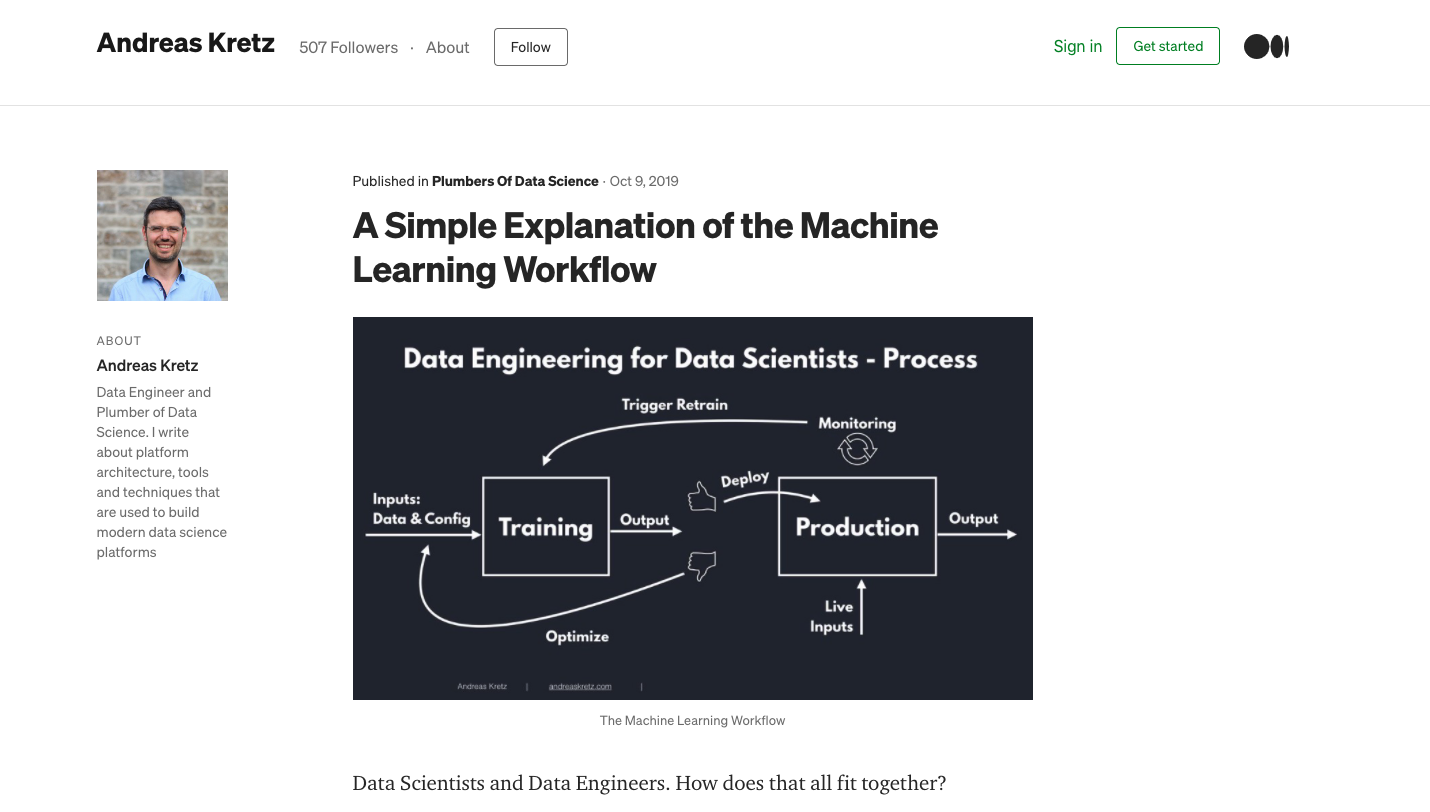 Andreas Kretz
507 Followers · About
Follow
Sign in
Get started
Published in Plumbers Of Data Science · Oct 9, 2019
A Simple Explanation of the Machine
Learning Workflow
ABOUT
Andreas Kretz
Data Engineer and
Plumber of Data
Science. I write
about platform
architecture, tools
and techniques that
are used to build
modern data science
platforms
Data Engineering for Data Scientists - Process
Trigger Retrain
Monitoring
Deploy
Inputs:
Data & Config
Training
Output
Production
Output
Live
Inputs
Optimize
Andreas Kretz | andreaskretz.com |
The Machine Learning Workflow
Data Scientists and Data Engineers. How does that all fit together?